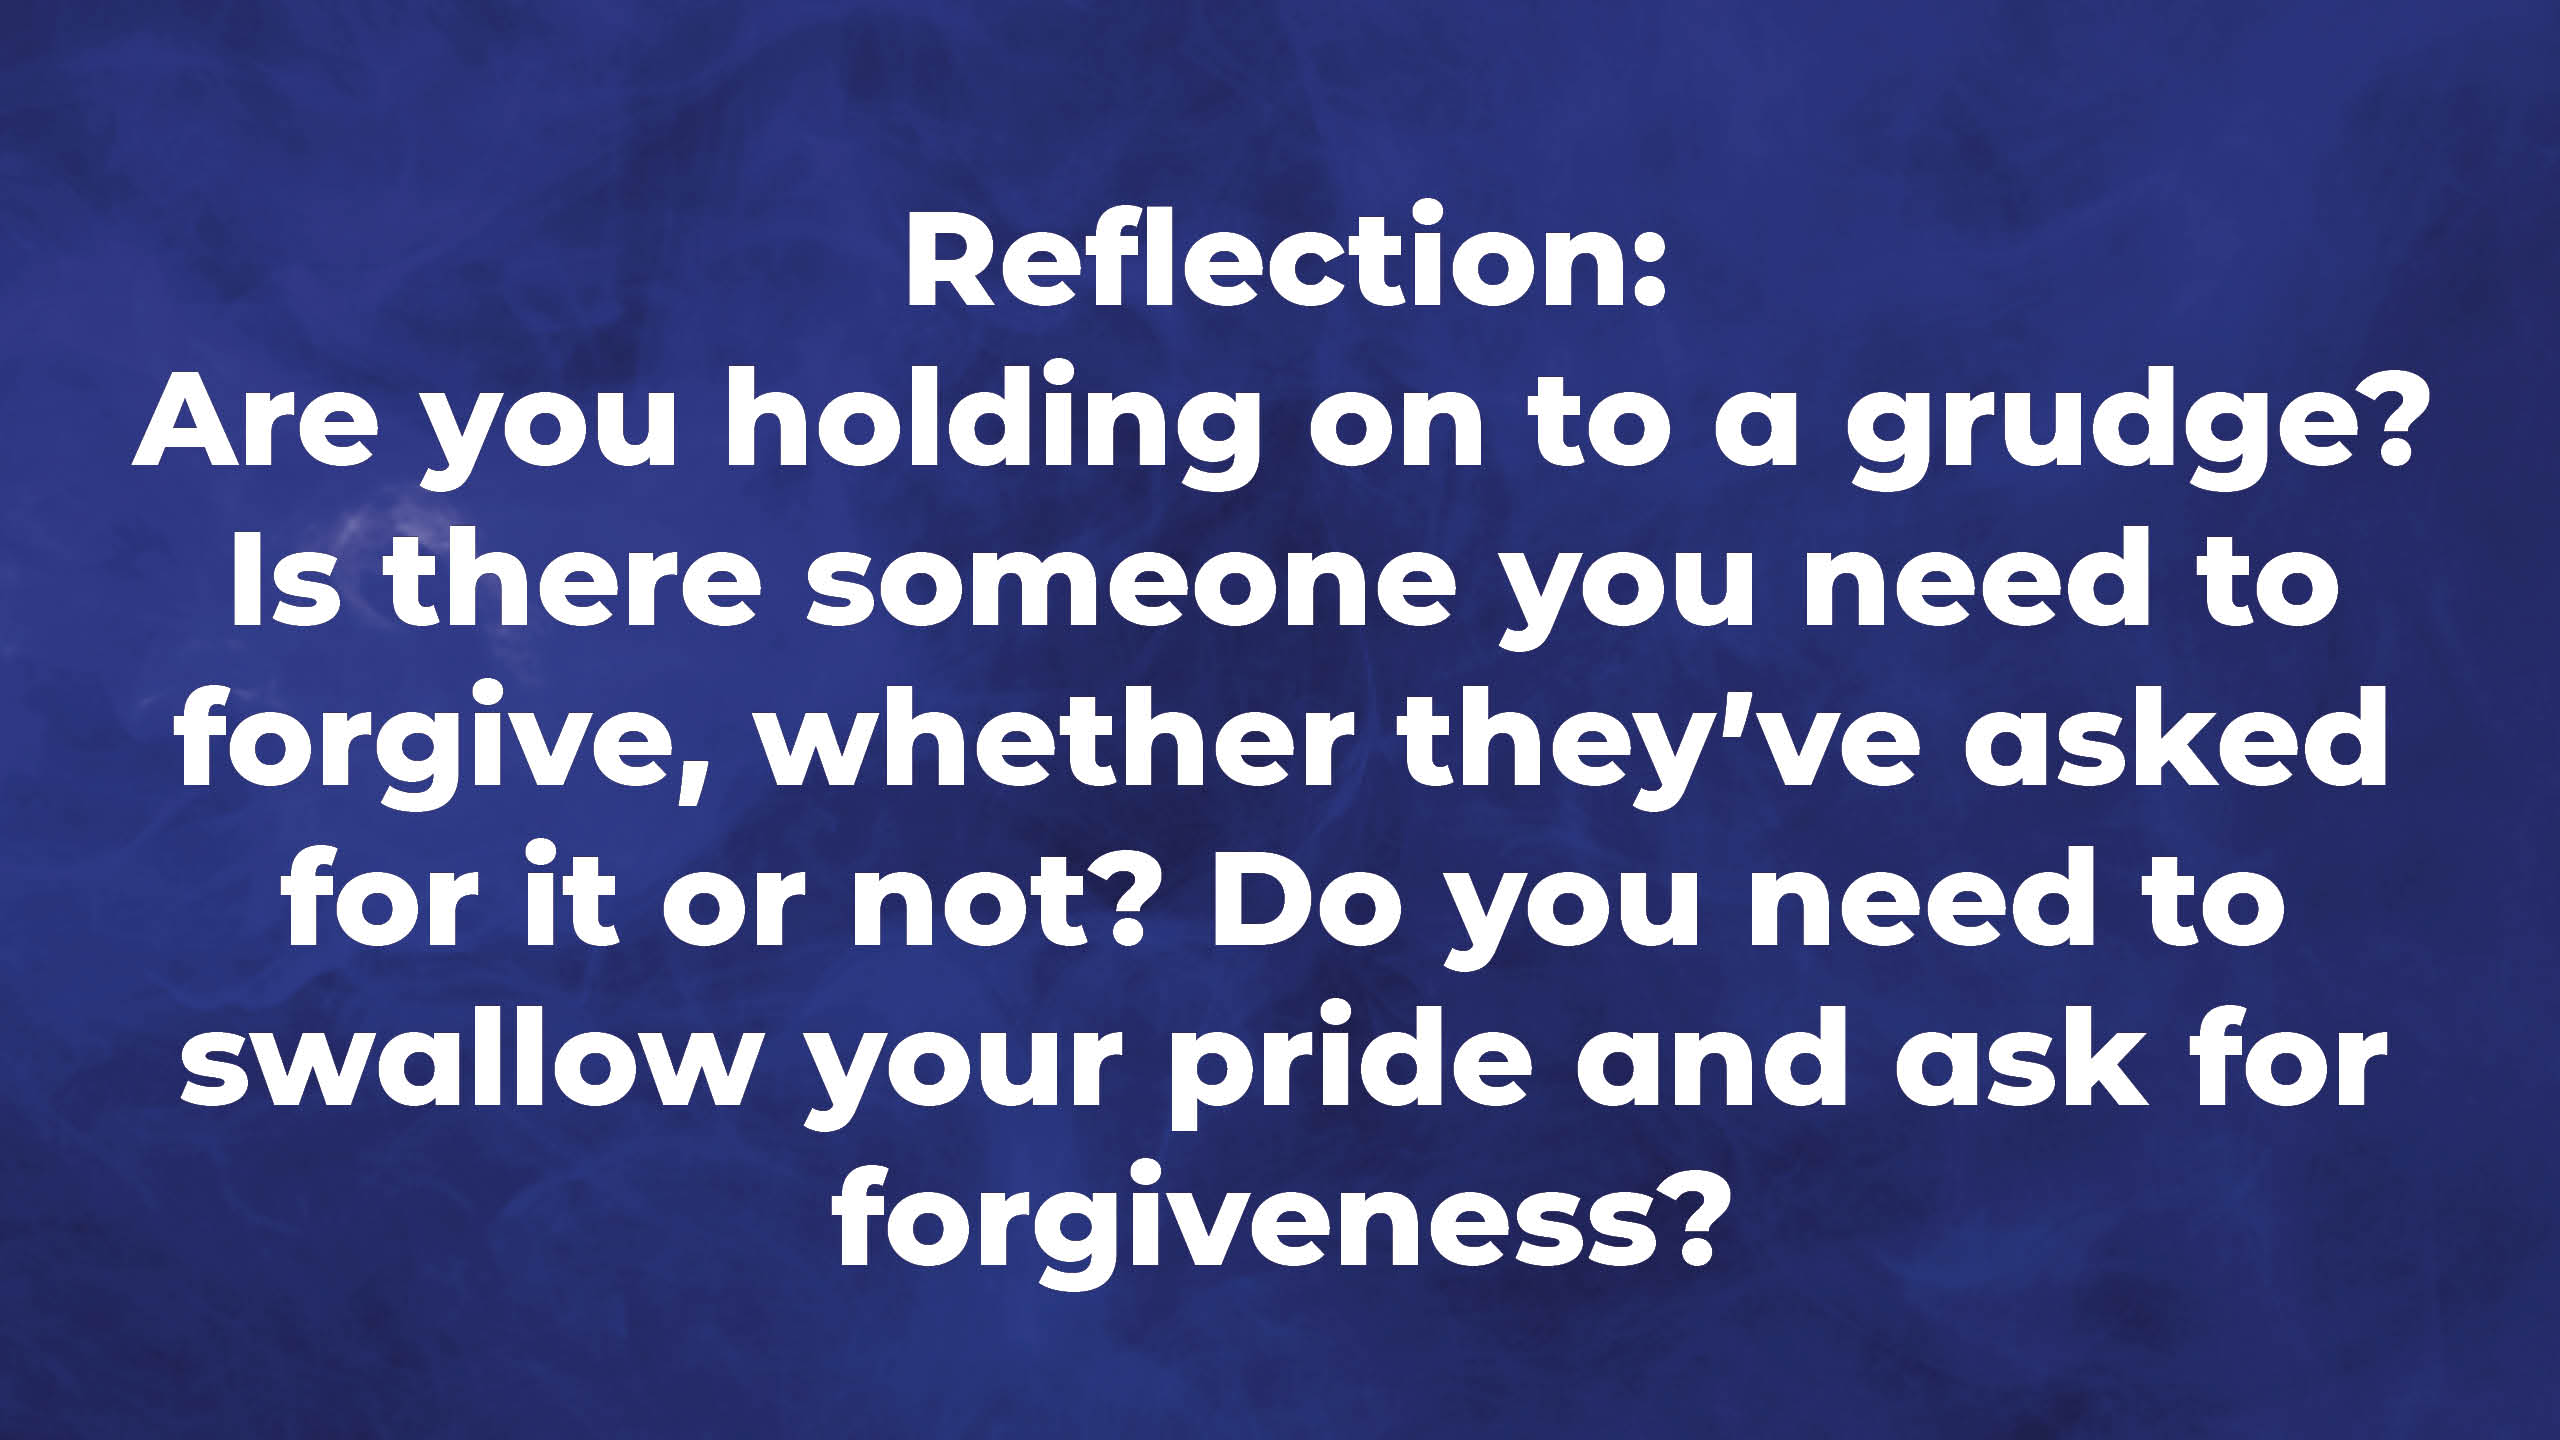 Reflection:
Are you holding on to a grudge?
Is there someone you need to
forgive, whether they’ve asked
for it or not? Do you need to
swallow your pride and ask for
forgiveness?